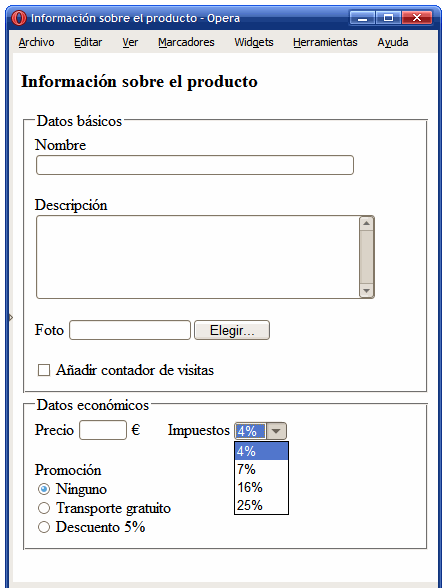 Información sobre el producto - Opera
Archivo Editar Ver Marcadores Widgets Herramientas Ayuda
Información sobre el producto
Datos básicos
Nombre
Descripción
Foto Elegir...
Añadir contador de visitas
Datos económicos
Precio € Impuestos 4%
4%
7%
16%
25%
Promoción
Ninguno
Transporte gratuito
Descuento 5%